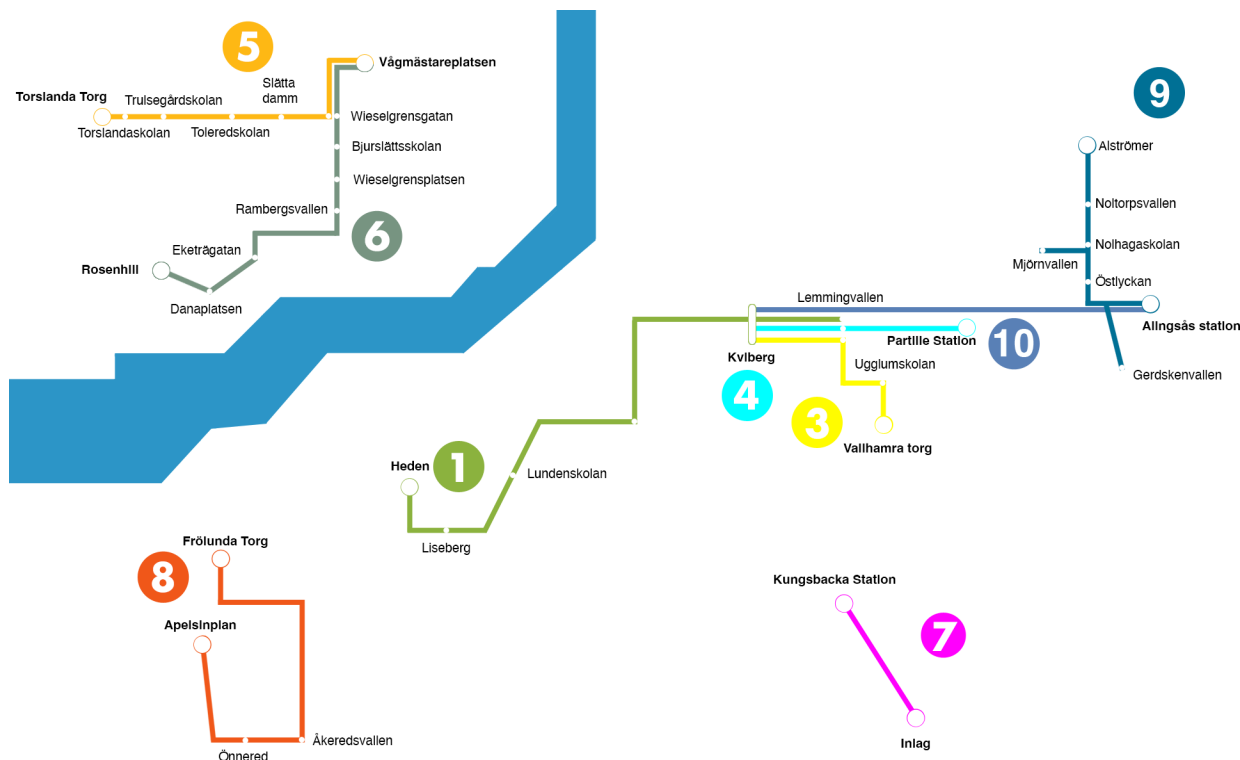 5
Vågmästareplatsen
Slätta
damm
Torslanda Torg
Trulsegårdskolan
Torslandaskolan
Toleredskolan
Wieselgrensgatan
Bjurslättsskolan
Wieselgrensplatsen
Rambergsvallen
6
Eketrägatan
Rosenhill
Danaplatsen
9
Alströmer
Noltorpsvallen
Nolhagaskolan
Mjörnvallen
Östlyckan
Alingsås station
Gerdskenvallen
Lemmingvallen
10
Partille Station
Kviberg
Ugglumskolan
4
3
Vallhamra torg
Heden
1
Lundenskolan
Liseberg
Frölunda Torg
8
Apelsinplan
Önnered
Åkeredsvallen
Kungsbacka Station
7
Inlag